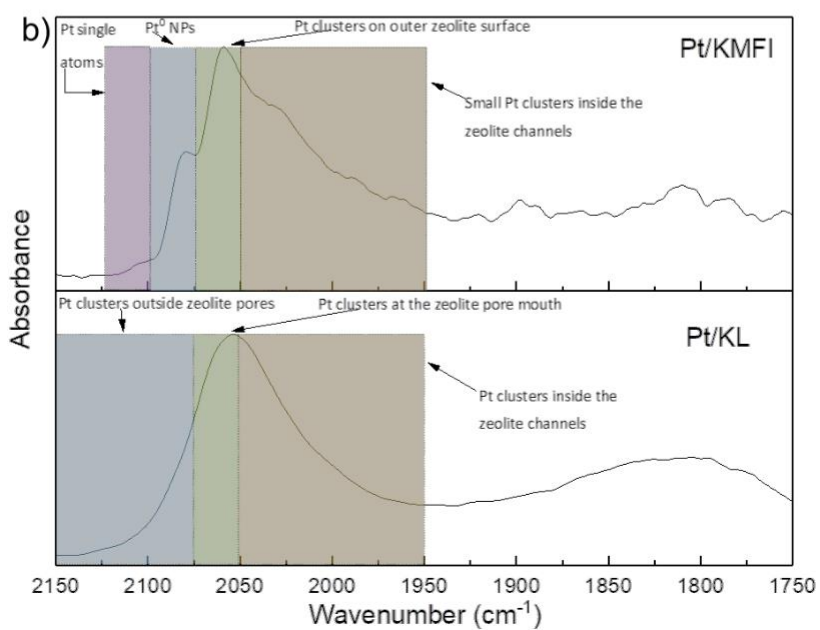 b)
Pt single
atoms
Pt⁰ NPs
Pt clusters on outer zeolite surface
Pt/KMFI
Small Pt clusters inside the
zeolite channels
Absorbance
Pt clusters outside zeolite pores
Pt clusters at the zeolite pore mouth
Pt/KL
Pt clusters inside the
zeolite channels
2150 2100 2050 2000 1950 1900 1850 1800 1750
Wavenumber (cm⁻¹)